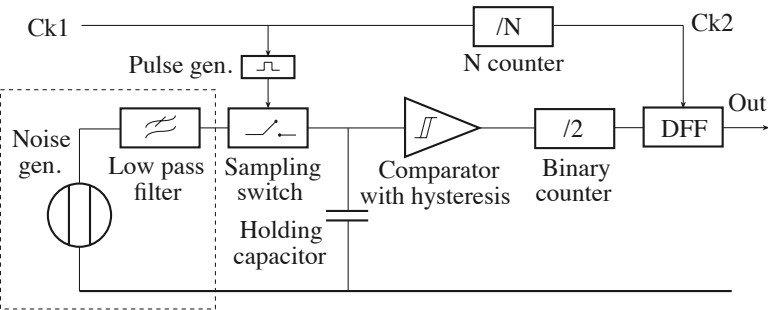 Ck1
/N
Ck2
Pulse gen.
N counter
Out
Noise
gen.
/2
DFF
Low pass
filter
Sampling
switch
Comparator
with hysteresis
Binary
counter
Holding
capacitor